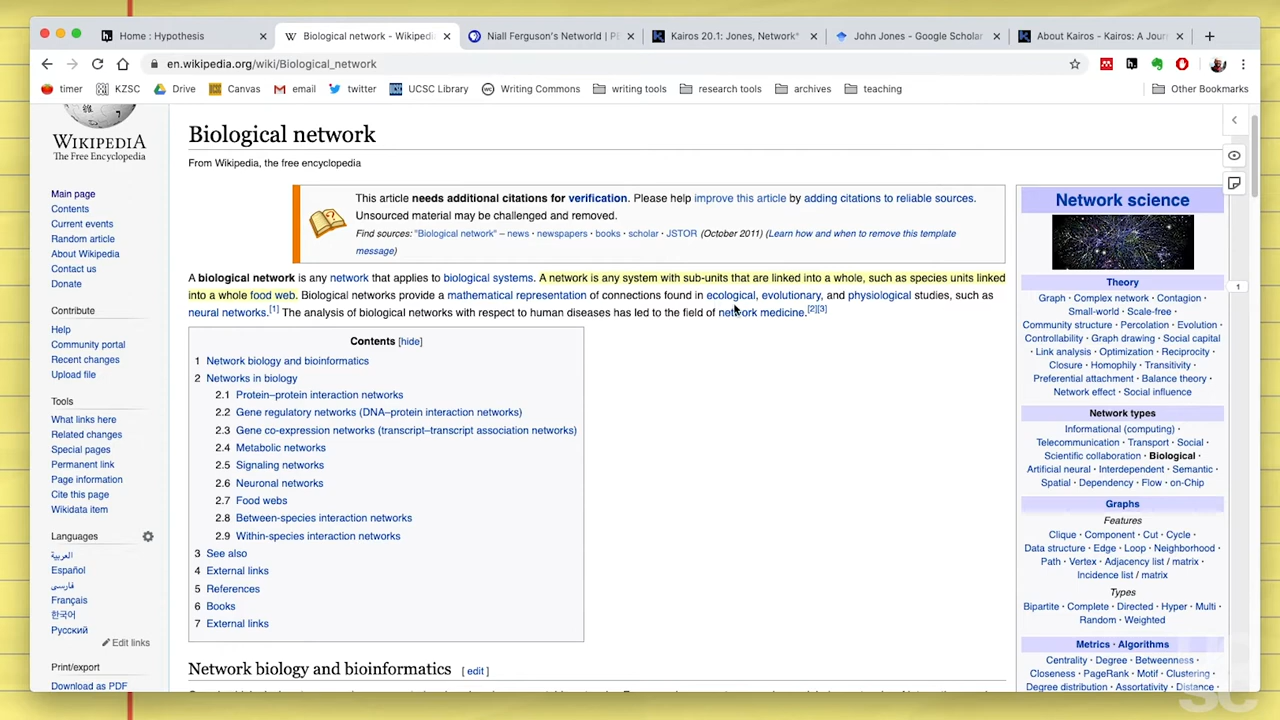 Home : Hypothesis
Biological network - Wikipedia
Niall Ferguson's Networld | P
Kairos 20.1: Jones, Network"
John Jones - Google Scholar
About Kairos - Kairos: A Jour
en.wikipedia.org/wiki/Biological_network
timer KZSC Drive Canvas email twitter UCSC Library Writing Commons writing tools research tools archives teaching Other Bookmarks
WIKIPEDIA
The Free Encyclopedia
Main page
Contents
Current events
Random article
About Wikipedia
Contact us
Donate
Contribute
Help
Community portal
Recent changes
Upload file
Tools
What links here
Related changes
Special pages
Permanent link
Page information
Cite this page
Wikidata item
Languages
العربية
Español
فارسی
Français
한국어
Русский
Edit links
Print/export
Download as PDF
Biological network
From Wikipedia, the free encyclopedia
This article needs additional citations for verification. Please help improve this article by adding citations to reliable sources.
Unsourced material may be challenged and removed.
Find sources: "Biological network" – news · newspapers · books · scholar · JSTOR (October 2011) (Learn how and when to remove this template
message)
A biological network is any network that applies to biological systems. A network is any system with sub-units that are linked into a whole, such as species units linked
into a whole food web. Biological networks provide a mathematical representation of connections found in ecological, evolutionary, and physiological studies, such as
neural networks.[1] The analysis of biological networks with respect to human diseases has led to the field of network medicine.[2][3]
Contents [hide]
1 Network biology and bioinformatics
2 Networks in biology
2.1 Protein–protein interaction networks
2.2 Gene regulatory networks (DNA–protein interaction networks)
2.3 Gene co-expression networks (transcript–transcript association networks)
2.4 Metabolic networks
2.5 Signaling networks
2.6 Neuronal networks
2.7 Food webs
2.8 Between-species interaction networks
2.9 Within-species interaction networks
3 See also
4 External links
5 References
6 Books
7 External links
Network biology and bioinformatics [ edit ]
Network science
Theory
Graph · Complex network · Contagion ·
Small-world · Scale-free ·
Community structure · Percolation · Evolution ·
Controllability · Graph drawing · Social capital
· Link analysis · Optimization · Reciprocity ·
Closure · Homophily · Transitivity ·
Preferential attachment · Balance theory ·
Network effect · Social influence
Network types
Informational (computing) ·
Telecommunication · Transport · Social ·
Scientific collaboration · Biological ·
Artificial neural · Interdependent · Semantic ·
Spatial · Dependency · Flow · on-Chip
Graphs
Features
Clique · Component · Cut · Cycle ·
Data structure · Edge · Loop · Neighborhood ·
Path · Vertex · Adjacency list / matrix ·
Incidence list / matrix
Types
Bipartite · Complete · Directed · Hyper · Multi ·
Random · Weighted
Metrics · Algorithms
Centrality · Degree · Betweenness ·
Closeness · PageRank · Motif · Clustering ·
Degree distribution · Assortativity · Distance ·
1
UC
SC